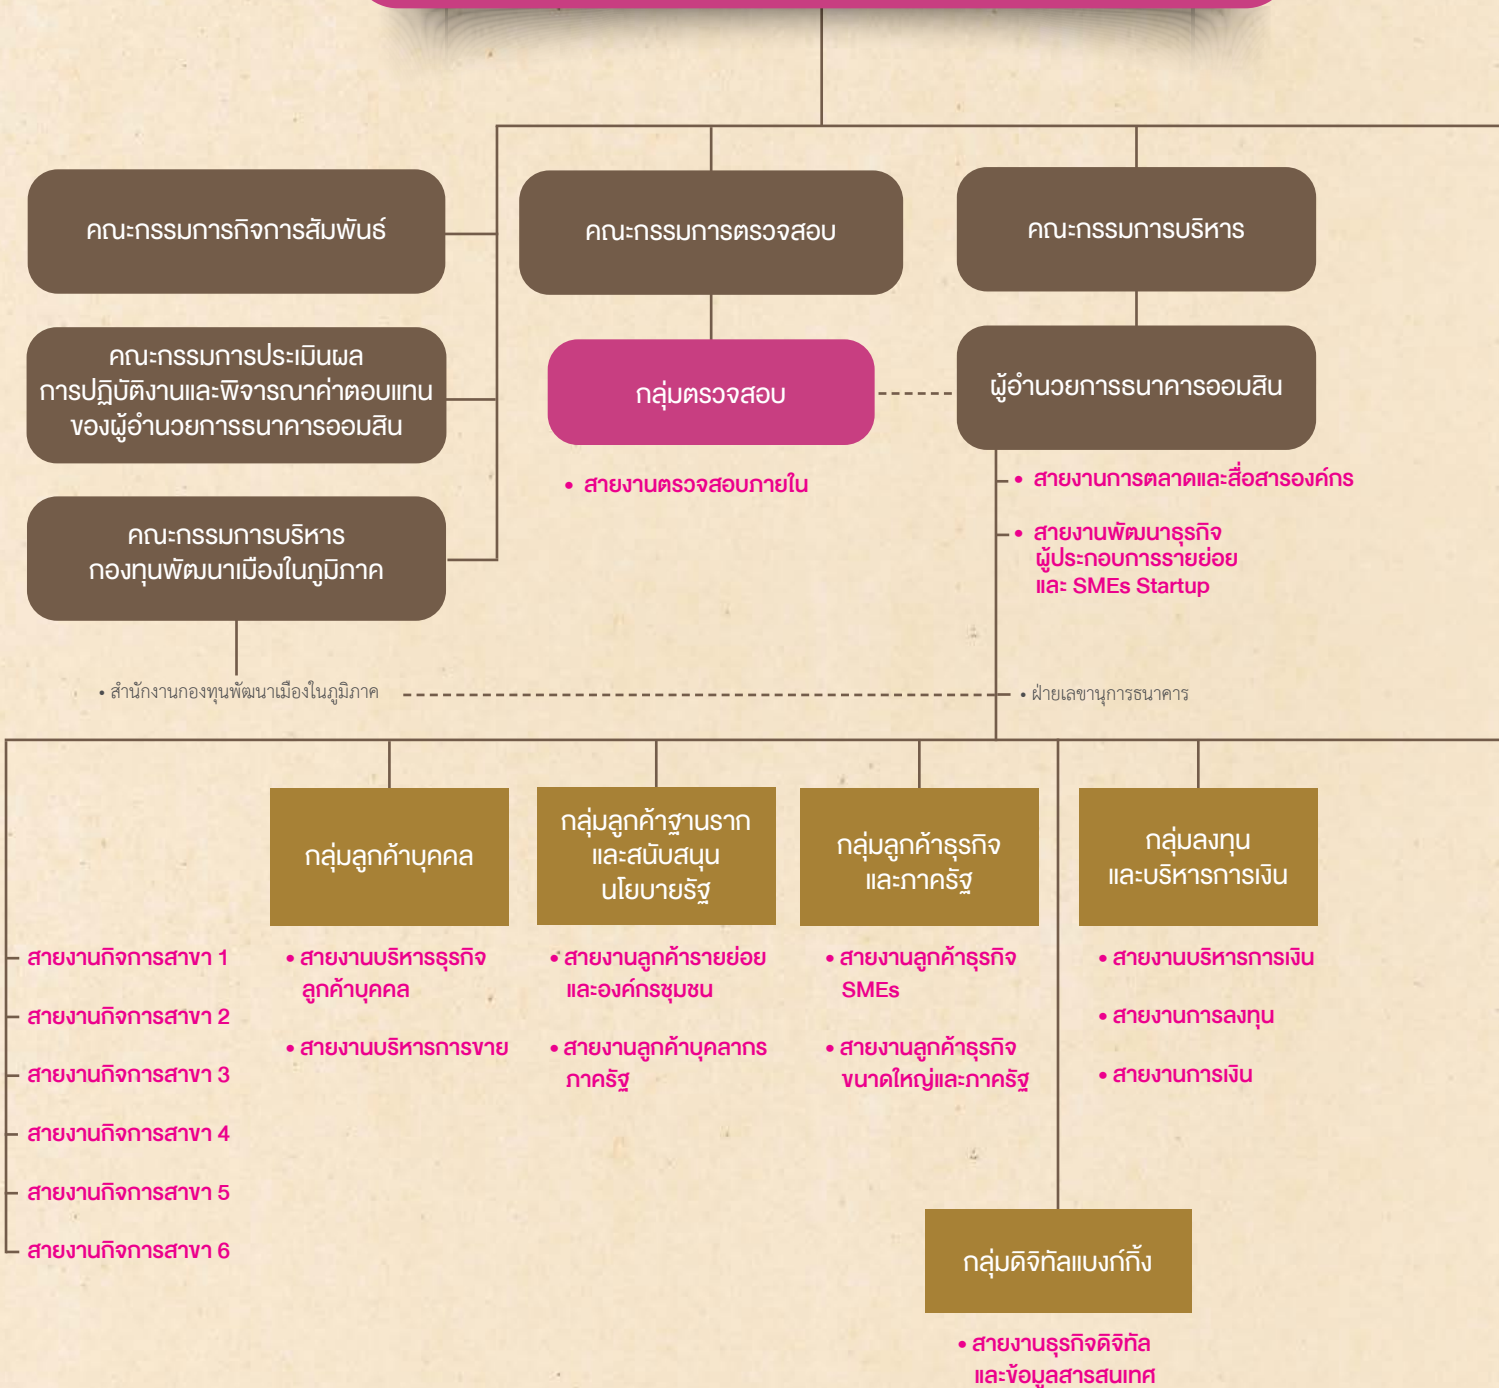 คณะกรรมการกิจการสัมพันธ์
คณะกรรมการตรวจสอบ
คณะกรรมการบริหาร
คณะกรรมการประเมินผล
การปฏิบัติงานและพิจารณาค่าตอบแทน
ของผู้อำนวยการธนาคารออมสิน
กลุ่มตรวจสอบ
ผู้อำนวยการธนาคารออมสิน
• สายงานตรวจสอบภายใน
• สายงานการตลาดและสื่อสารองค์กร
• สายงานพัฒนาธุรกิจ
ผู้ประกอบการรายย่อย
และ SMEs Startup
คณะกรรมการบริหาร
กองทุนพัฒนาเมืองในภูมิภาค
• สำนักงานกองทุนพัฒนาเมืองในภูมิภาค
• ฝ่ายเลขานุการธนาคาร
สายงานกิจการสาขา 1
สายงานกิจการสาขา 2
สายงานกิจการสาขา 3
สายงานกิจการสาขา 4
สายงานกิจการสาขา 5
สายงานกิจการสาขา 6
กลุ่มลูกค้าบุคคล
• สายงานบริหารธุรกิจ
ลูกค้าบุคคล
• สายงานบริหารการขาย
กลุ่มลูกค้าฐานราก
และสนับสนุน
นโยบายรัฐ
• สายงานลูกค้ารายย่อย
และองค์กรชุมชน
• สายงานลูกค้าบุคลากร
ภาครัฐ
กลุ่มลูกค้าธุรกิจ
และภาครัฐ
• สายงานลูกค้าธุรกิจ
SMEs
• สายงานลูกค้าธุรกิจ
ขนาดใหญ่และภาครัฐ
กลุ่มลงทุน
และบริหารการเงิน
• สายงานบริหารการเงิน
• สายงานการลงทุน
• สายงานการเงิน
กลุ่มดิจิทัลแบงก์กิ้ง
• สายงานธุรกิจดิจิทัล
และข้อมูลสารสนเทศ